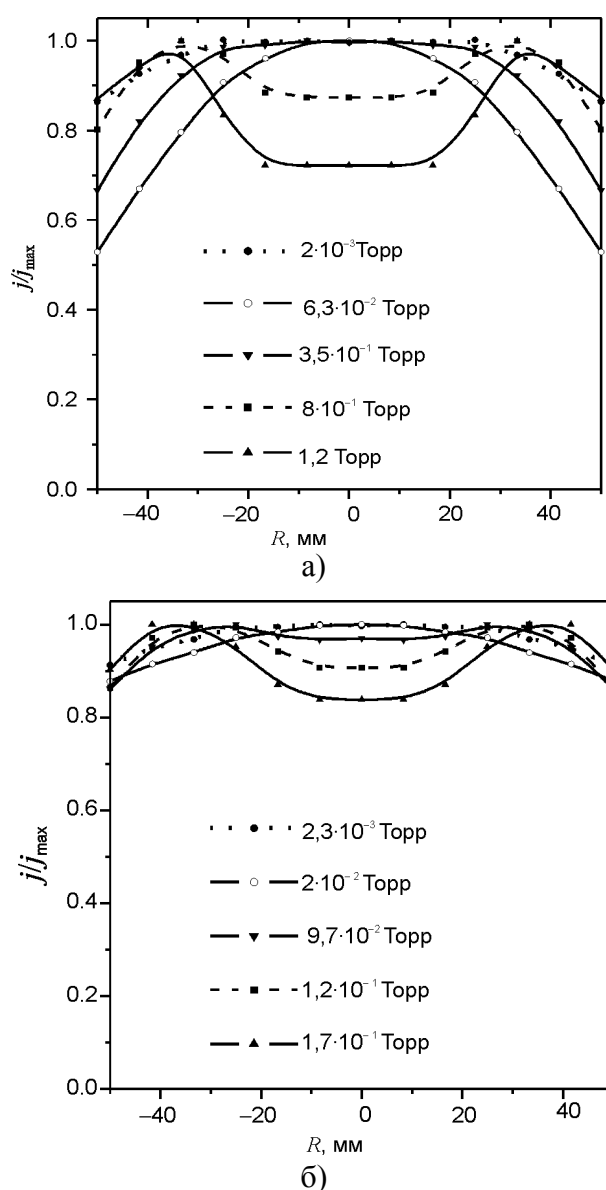 1.0
0.8
0.6
0.4
0.2
0.0
j/jmax
2·10⁻³ Торр
6,3·10⁻² Торр
3,5·10⁻¹ Торр
8·10⁻¹ Торр
1,2 Торр
−40 −20 0 20 40
R, мм
а)
1.0
0.8
0.6
0.4
0.2
0.0
j/jmax
2,3·10⁻³ Торр
2·10⁻² Торр
9,7·10⁻² Торр
1,2·10⁻¹ Торр
1,7·10⁻¹ Торр
−40 −20 0 20 40
R, мм
б)